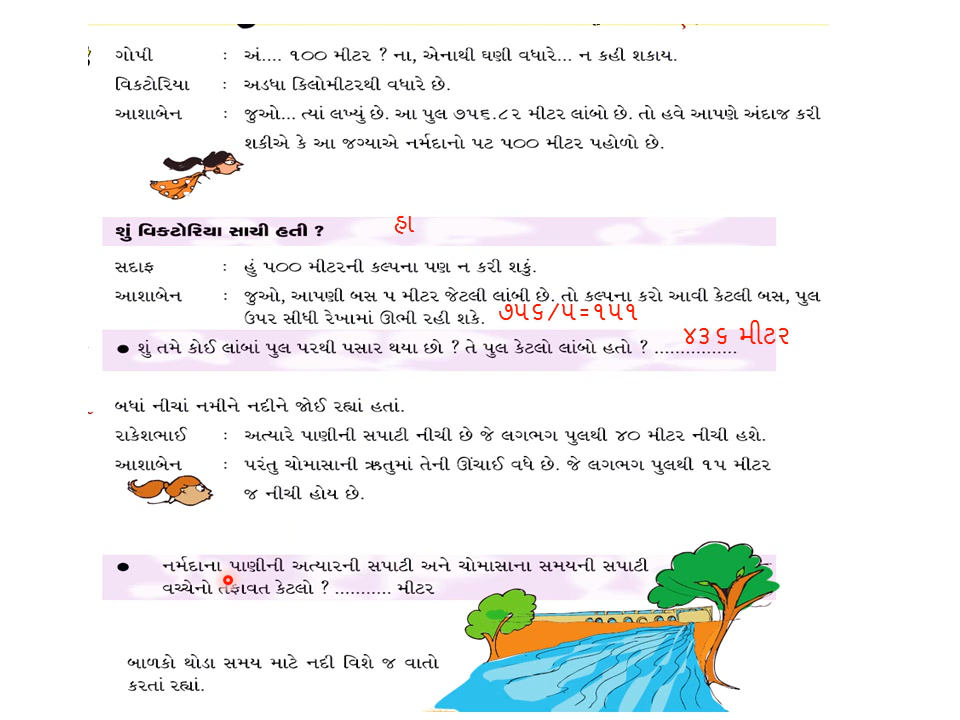 ગોપી : અં.... ૧૦૦ મીટર ? ના, એનાથી ઘણી વધારે... ન કહી શકાય.
વિકટોરિયા : અડધા કિલોમીટરથી વધારે છે.
આશાબેન : જુઓ... ત્યાં લખ્યું છે. આ પુલ ૭૫૬.૮૨ મીટર લાંબો છે. તો હવે આપણે અંદાજ કરી
શકીએ કે આ જગ્યાએ નર્મદાનો પટ ૫૦૦ મીટર પહોળો છે.
શું વિકટોરિયા સાચી હતી ? હા
સદાફ : હું ૫૦૦ મીટરની કલ્પના પણ ન કરી શકું.
આશાબેન : જુઓ, આપણી બસ ૫ મીટર જેટલી લાંબી છે. તો કલ્પના કરો આવી કેટલી બસ, પુલ
ઉપર સીધી રેખામાં ઊભી રહી શકે. ૭૫૬/૫=૧૫૧
● શું તમે કોઈ લાંબાં પુલ પરથી પસાર થયા છો ? તે પુલ કેટલો લાંબો હતો ? ................ ૪૩૬ મીટર
બધાં નીચાં નમીને નદીને જોઈ રહ્યાં હતાં.
રાકેશભાઈ : અત્યારે પાણીની સપાટી નીચી છે જે લગભગ પુલથી ૪૦ મીટર નીચી હશે.
આશાબેન : પરંતુ ચોમાસાની ઋતુમાં તેની ઊંચાઈ વધે છે. જે લગભગ પુલથી ૧૫ મીટર
જ નીચી હોય છે.
● નર્મદાના પાણીની અત્યારની સપાટી અને ચોમાસાના સમયની સપાટી
વચ્ચેનો તફાવત કેટલો ? ........... મીટર
બાળકો થોડા સમય માટે નદી વિશે જ વાતો
કરતાં રહ્યાં.